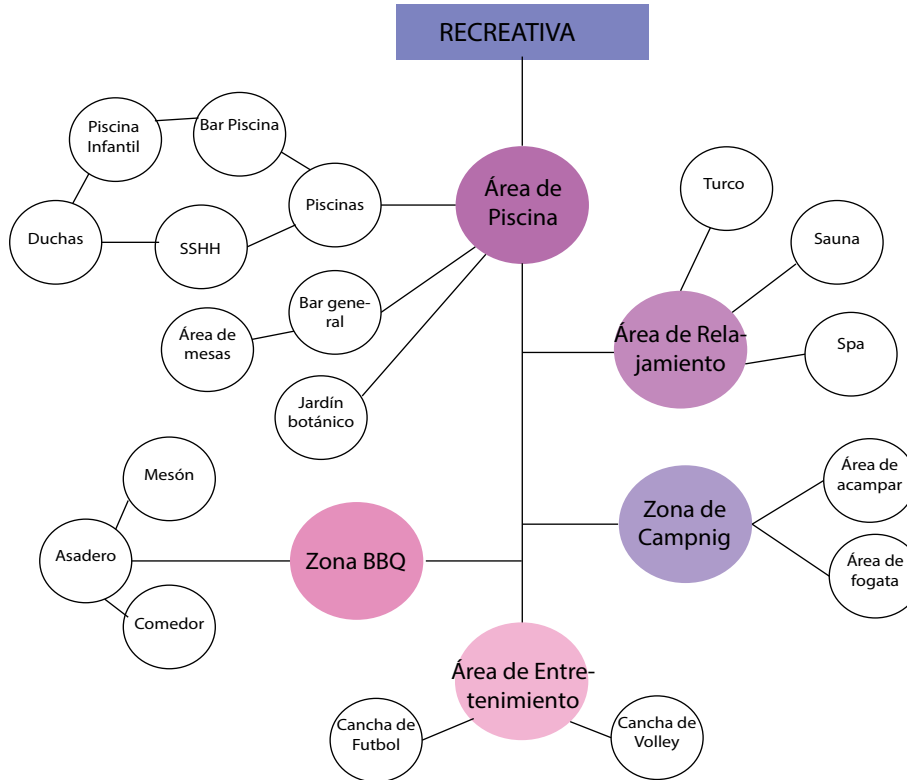 RECREATIVA
Piscina
Infantil
Bar Piscina
Piscinas
Duchas
SSHH
Área de
Piscina
Turco
Sauna
Spa
Área de Rela-
jamiento
Bar gene-
ral
Área de
mesas
Jardín
botánico
Mesón
Asadero
Comedor
Zona BBQ
Zona de
Campnig
Área de
acampar
Área de
fogata
Área de Entre-
tenimiento
Cancha de
Futbol
Cancha de
Volley